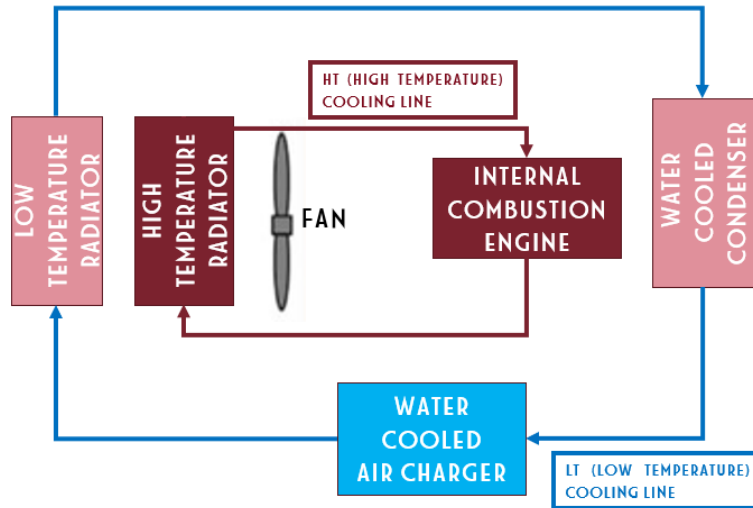 HT (HIGH TEMPERATURE)
COOLING LINE
LOW
TEMPERATURE
RADIATOR
HIGH
TEMPERATURE
RADIATOR
FAN
INTERNAL
COMBUSTION
ENGINE
WATER
COOLED
CONDENSER
WATER
COOLED
AIR CHARGER
LT (LOW TEMPERATURE)
COOLING LINE